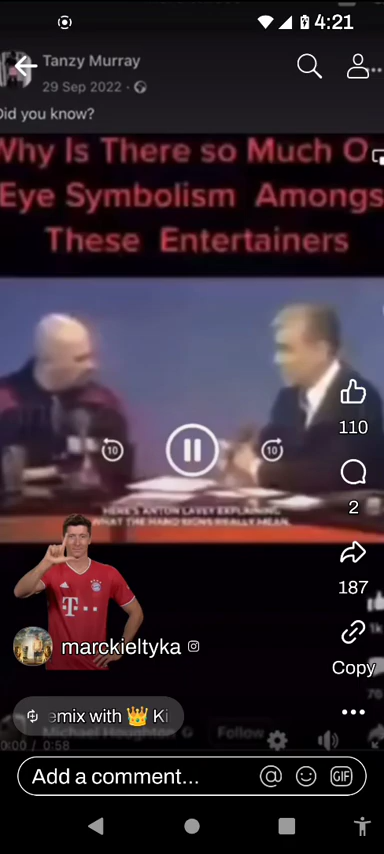 4:21
Tanzy Murray
29 Sep 2022 ·
Did you know?
Why Is There so Much O
Eye Symbolism Amongs
These Entertainers
10
10
110
HERE'S ANTON LAVEY EXPLAINING
WHAT THE HAND SIGNS REALLY MEAN.
2
T··
187
marckieltyka
Copy
emix with 👑 Ki
Michael Houghton
Follow
0:00 / 0:58
Add a comment...
GIF